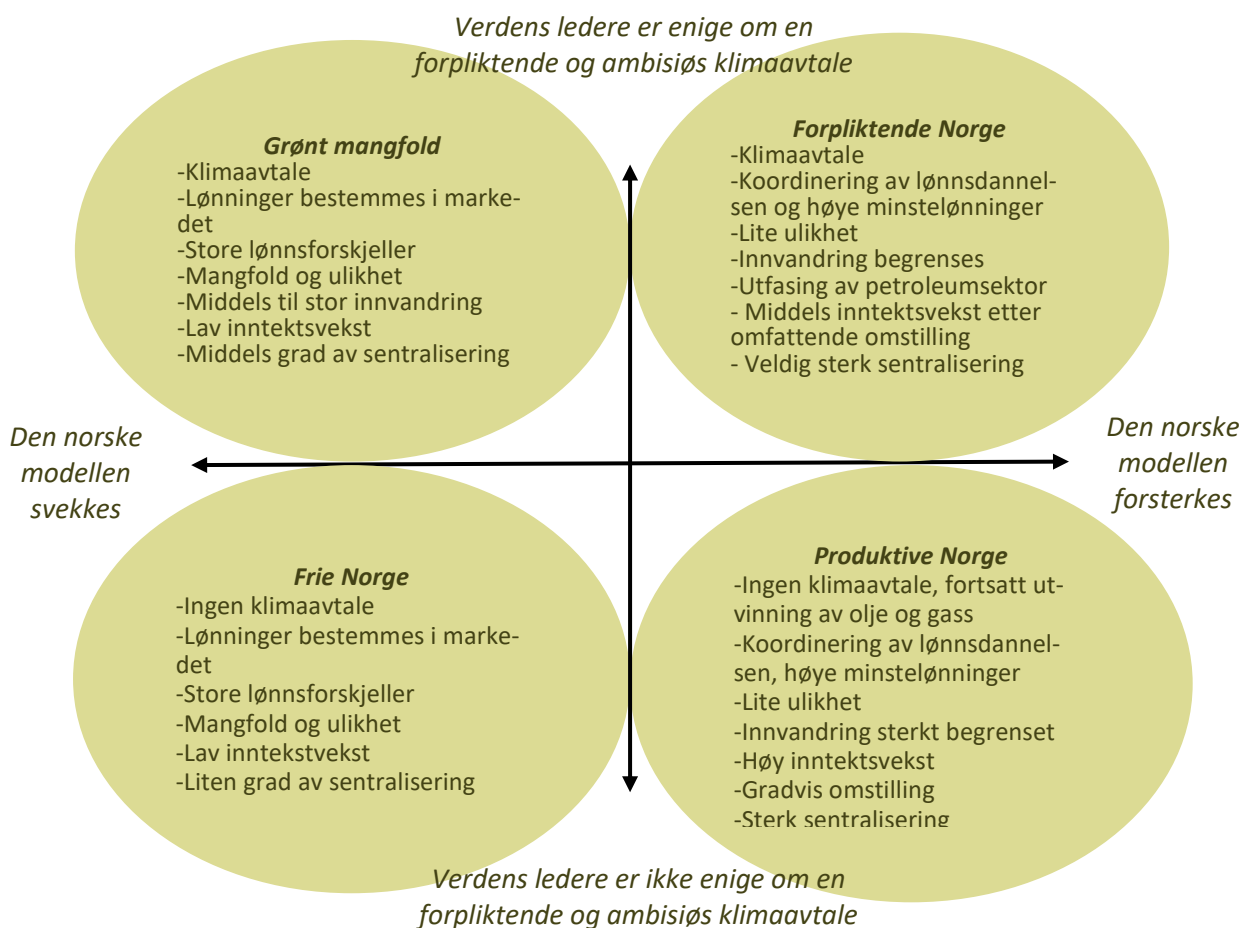 Verdens ledere er enige om en
forpliktende og ambisiøs klimaavtale
Grønt mangfold
-Klimaavtale
-Lønninger bestemmes i marke-
det
-Store lønnsforskjeller
-Mangfold og ulikhet
-Middels til stor innvandring
-Lav inntektsvekst
-Middels grad av sentralisering
Forpliktende Norge
-Klimaavtale
-Koordinering av lønnsdannel-
sen og høye minstelønninger
-Lite ulikhet
-Innvandring begrenses
-Utfasing av petroleumsektor
- Middels inntektsvekst etter
omfattende omstilling
- Veldig sterk sentralisering
Den norske
modellen
svekkes
Den norske
modellen
forsterkes
Frie Norge
-Ingen klimaavtale
-Lønninger bestemmes i marke-
det
-Store lønnsforskjeller
-Mangfold og ulikhet
-Lav inntekstvekst
-Liten grad av sentralisering
Produktive Norge
-Ingen klimaavtale, fortsatt ut-
vinning av olje og gass
-Koordinering av lønnsdannel-
sen, høye minstelønninger
-Lite ulikhet
-Innvandring sterkt begrenset
-Høy inntektsvekst
-Gradvis omstilling
-Sterk sentralisering
Verdens ledere er ikke enige om en
forpliktende og ambisiøs klimaavtale